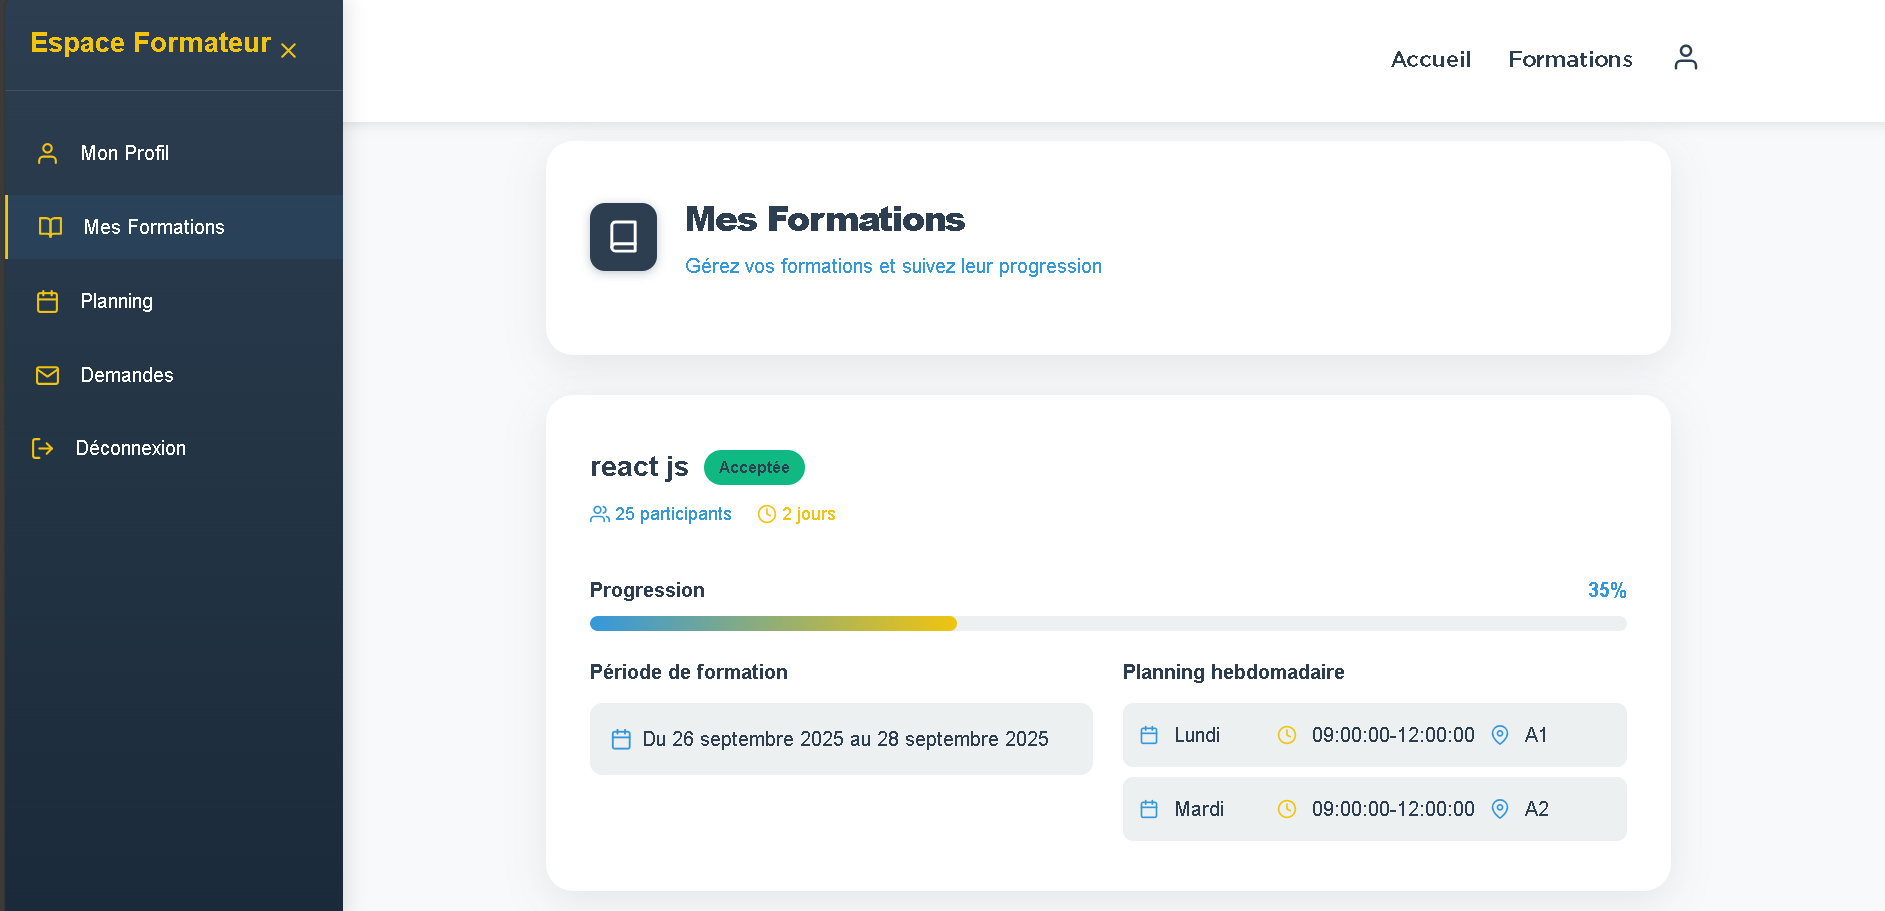 Espace Formateur
Mon Profil
Mes Formations
Planning
Demandes
Déconnexion
Accueil Formations
Mes Formations
Gérez vos formations et suivez leur progression
react js Acceptée
25 participants 2 jours
Progression 35%
Période de formation
Du 26 septembre 2025 au 28 septembre 2025
Planning hebdomadaire
Lundi 09:00:00-12:00:00 A1
Mardi 09:00:00-12:00:00 A2